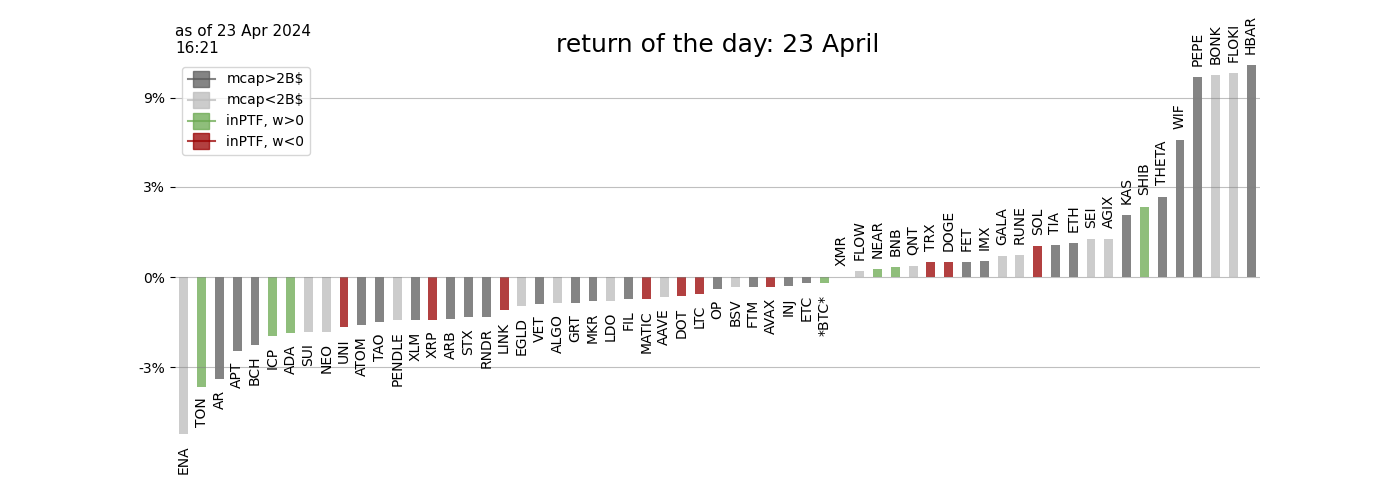 as of 23 Apr 2024
16:21
return of the day: 23 April
mcap>2B$
mcap<2B$
inPTF, w>0
inPTF, w<0
9%
3%
0%
-3%
ENA
TON
AR
APT
BCH
ICP
ADA
SUI
NEO
UNI
ATOM
TAO
PENDLE
XLM
XRP
ARB
STX
RNDR
LINK
EGLD
VET
ALGO
GRT
MKR
LDO
FIL
MATIC
AAVE
DOT
LTC
OP
BSV
FTM
AVAX
INJ
ETC
*BTC*
XMR
FLOW
NEAR
BNB
QNT
TRX
DOGE
FET
IMX
GALA
RUNE
SOL
TIA
ETH
SEI
AGIX
KAS
SHIB
THETA
WIF
PEPE
BONK
FLOKI
HBAR